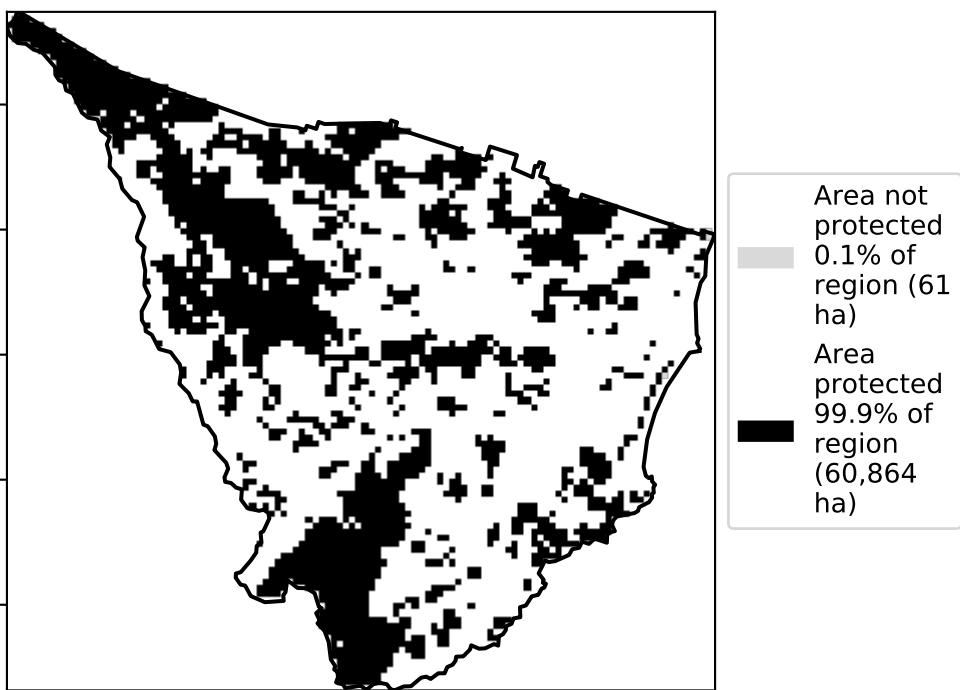 Area not
protected
0.1% of
region (61
ha)
Area
protected
99.9% of
region
(60,864
ha)